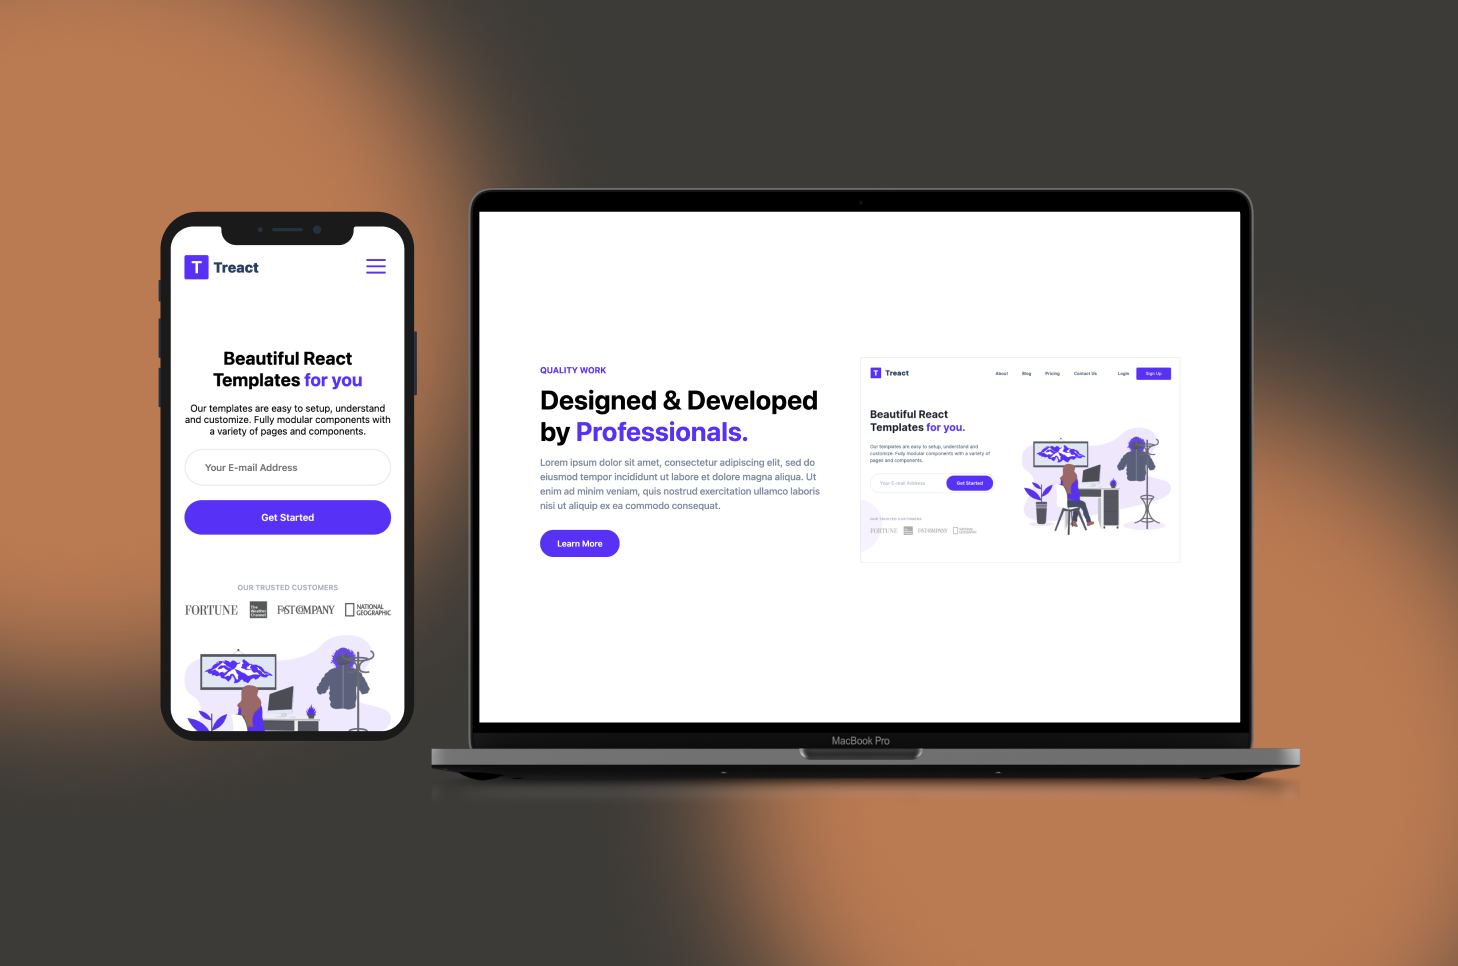 T Treact
Beautiful React
Templates for you
Our templates are easy to setup, understand
and customize. Fully modular components with
a variety of pages and components.
Your E-mail Address
Get Started
OUR TRUSTED CUSTOMERS
FORTUNE
The
Weather
Channel
FAST COMPANY
NATIONAL
GEOGRAPHIC
QUALITY WORK
Designed & Developed
by Professionals.
Lorem ipsum dolor sit amet, consectetur adipiscing elit, sed do
eiusmod tempor incididunt ut labore et dolore magna aliqua. Ut
enim ad minim veniam, quis nostrud exercitation ullamco laboris
nisi ut aliquip ex ea commodo consequat.
Learn More
T Treact
About Blog Pricing Contact Us Login Sign Up
Beautiful React
Templates for you.
Our templates are easy to setup, understand and
customize. Fully modular components with a variety of
pages and components.
Your E-mail Address
Get Started
OUR TRUSTED CUSTOMERS
FORTUNE
FAST COMPANY
NATIONAL
GEOGRAPHIC
MacBook Pro